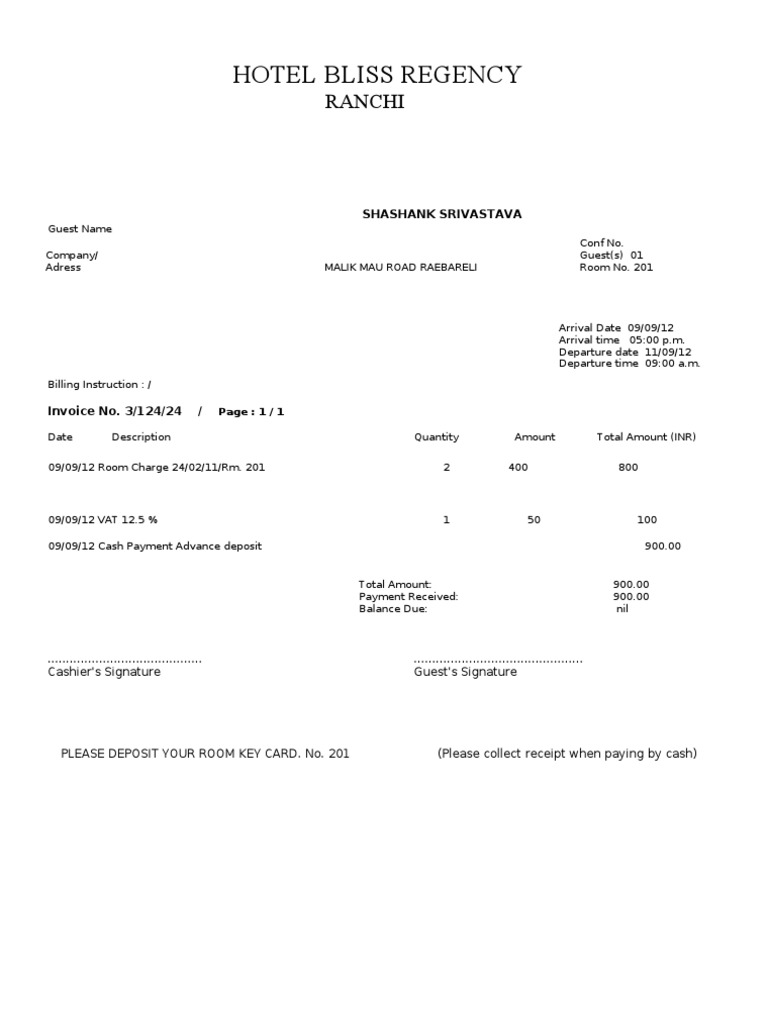 HOTEL BLISS REGENCY
RANCHI
SHASHANK SRIVASTAVA
Guest Name
Conf No.
Company/ Guest(s) 01
Adress MALIK MAU ROAD RAEBARELI Room No. 201
Arrival Date 09/09/12
Arrival time 05:00 p.m.
Departure date 11/09/12
Departure time 09:00 a.m.
Billing Instruction : /
Invoice No. 3/124/24 / Page : 1 / 1
Date Description Quantity Amount Total Amount (INR)
09/09/12 Room Charge 24/02/11/Rm. 201 2 400 800
09/09/12 VAT 12.5 % 1 50 100
09/09/12 Cash Payment Advance deposit 900.00
Total Amount: 900.00
Payment Received: 900.00
Balance Due: nil
.......................................... ..............................................
Cashier's Signature Guest's Signature
PLEASE DEPOSIT YOUR ROOM KEY CARD. No. 201 (Please collect receipt when paying by cash)